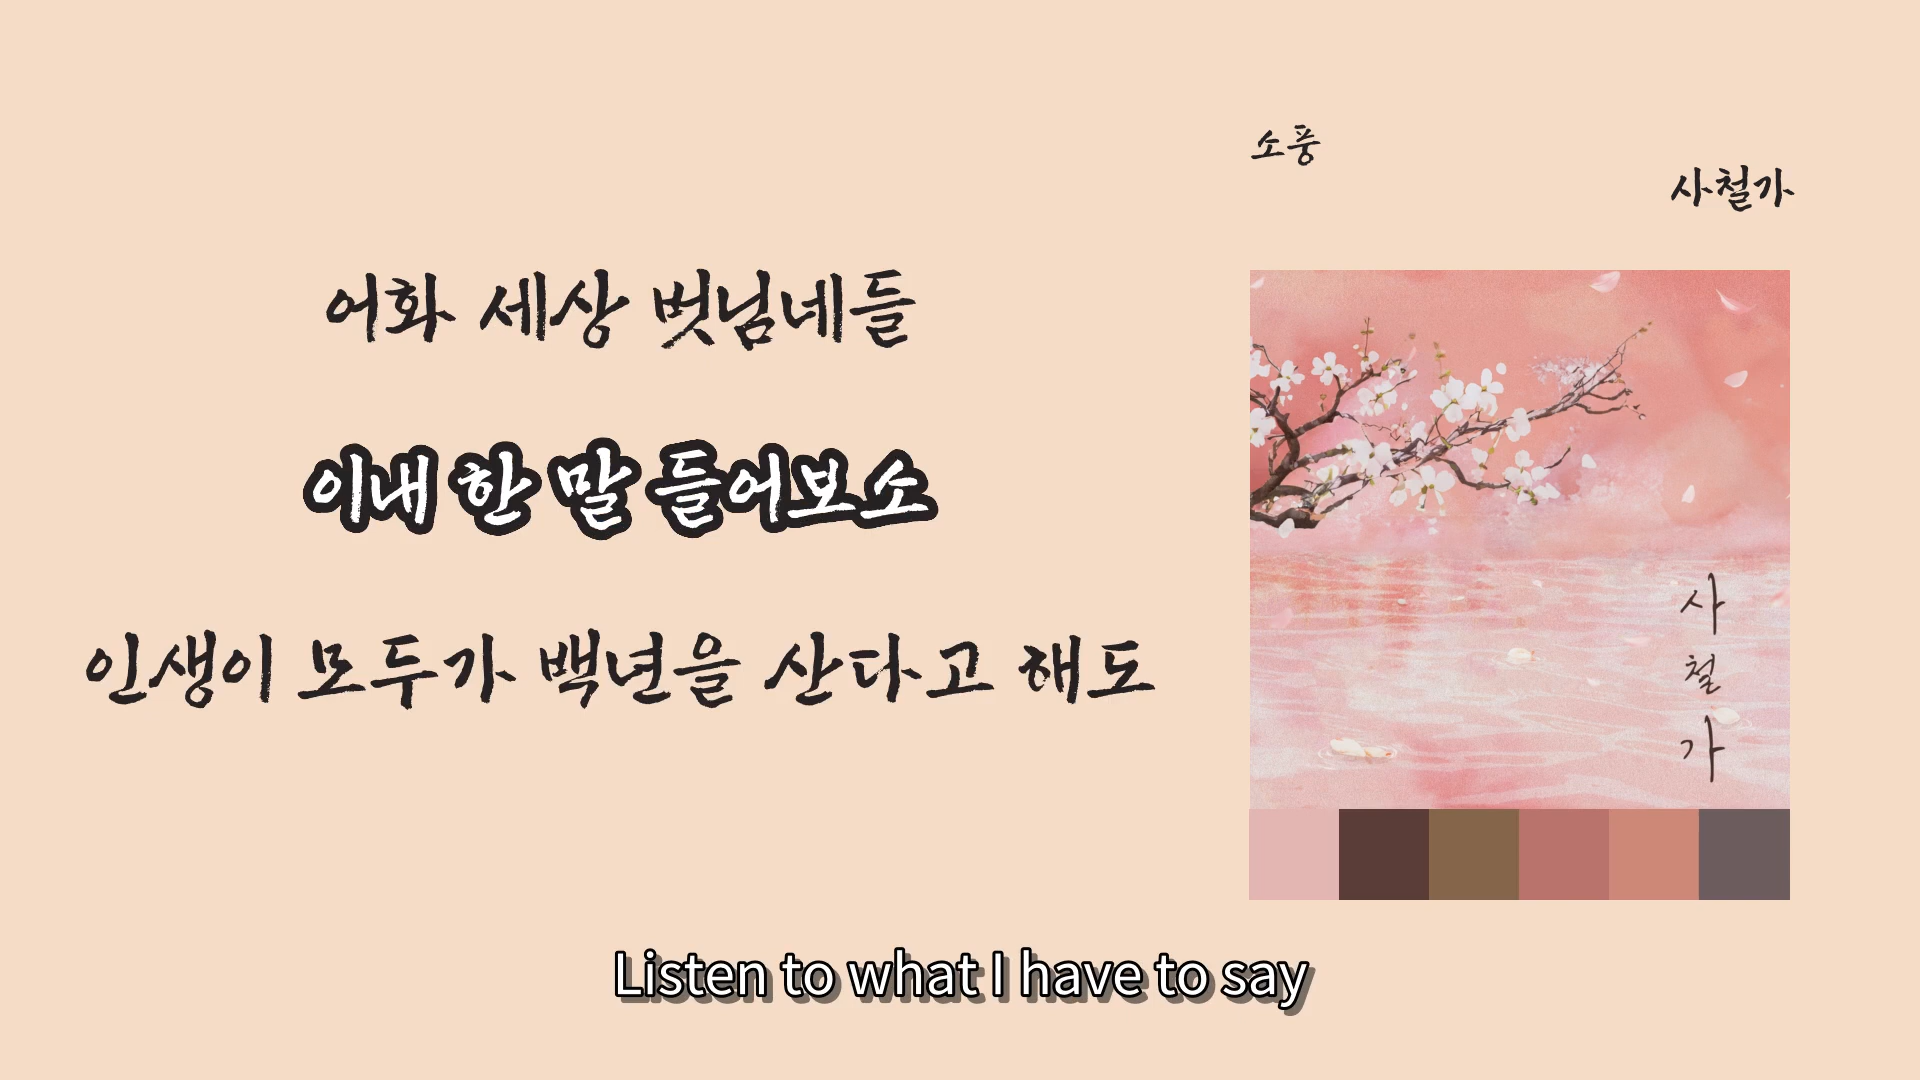 소풍
사철가
어화 세상 벗님네들
이내 한 말 들어보소
인생이 모두가 백년을 산다고 해도
사
철
가
Listen to what I have to say